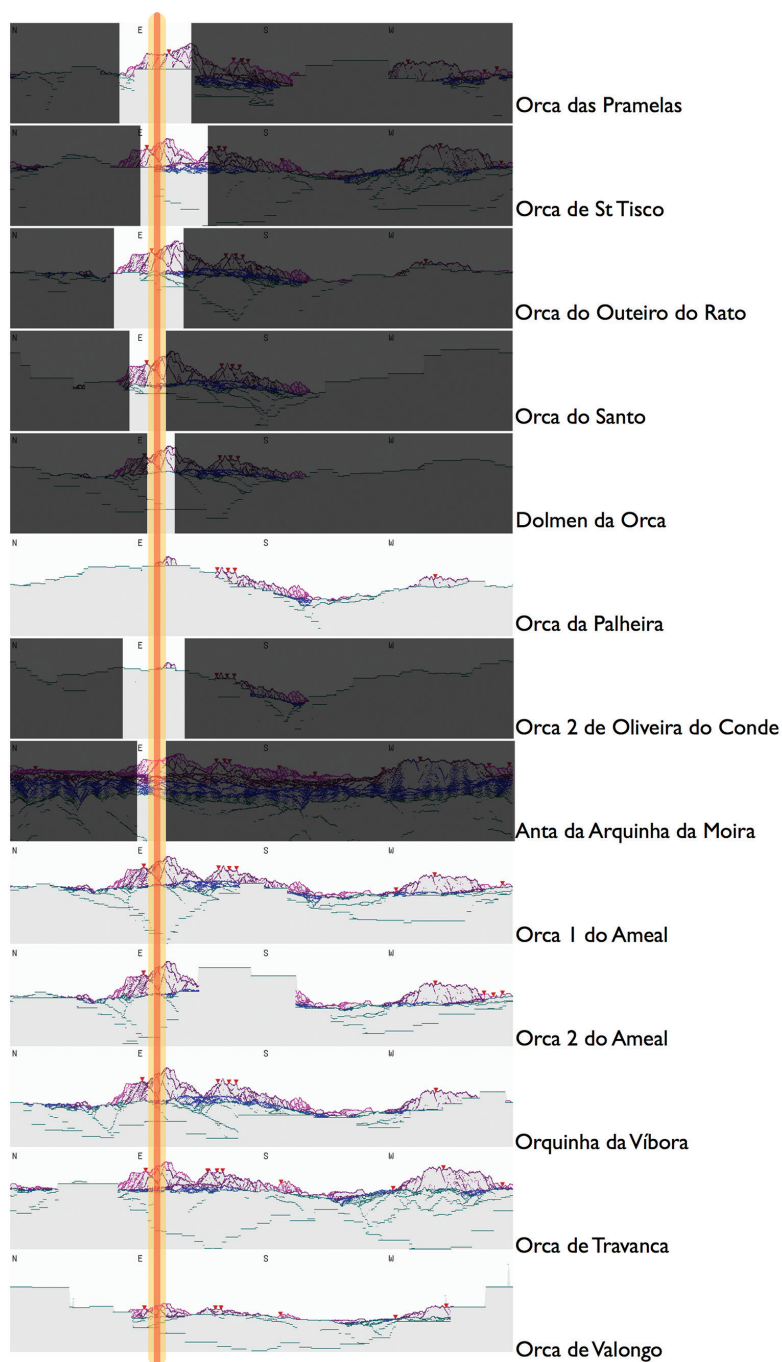 N E S W
Orca das Pramelas
N E S W
Orca de St Tisco
N E S W
Orca do Outeiro do Rato
N E S W
Orca do Santo
N E S W
Dolmen da Orca
N E S W
Orca da Palheira
N E S W
Orca 2 de Oliveira do Conde
N E S W
Anta da Arquinha da Moira
N E S W
Orca 1 do Ameal
N E S W
Orca 2 do Ameal
N E S W
Orquinha da Víbora
N E S W
Orca de Travanca
N E S W
Orca de Valongo